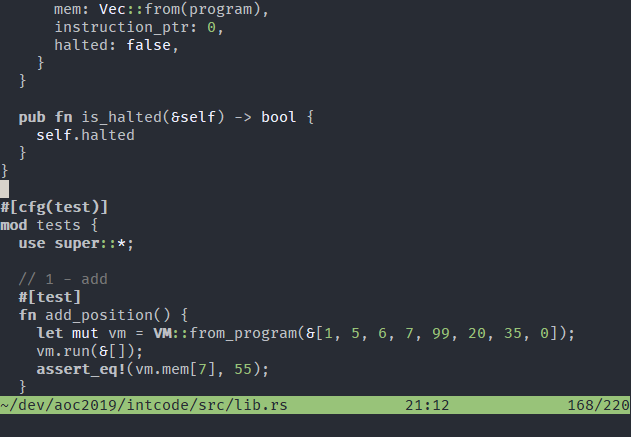 mem: Vec::from(program),
      instruction_ptr: 0,
      halted: false,
    }
  }

  pub fn is_halted(&self) -> bool {
    self.halted
  }
}

#[cfg(test)]
mod tests {
  use super::*;

  // 1 - add
  #[test]
  fn add_position() {
    let mut vm = VM::from_program(&[1, 5, 6, 7, 99, 20, 35, 0]);
    vm.run(&[]);
    assert_eq!(vm.mem[7], 55);
  }
~/dev/aoc2019/intcode/src/lib.rs 21:12 168/220